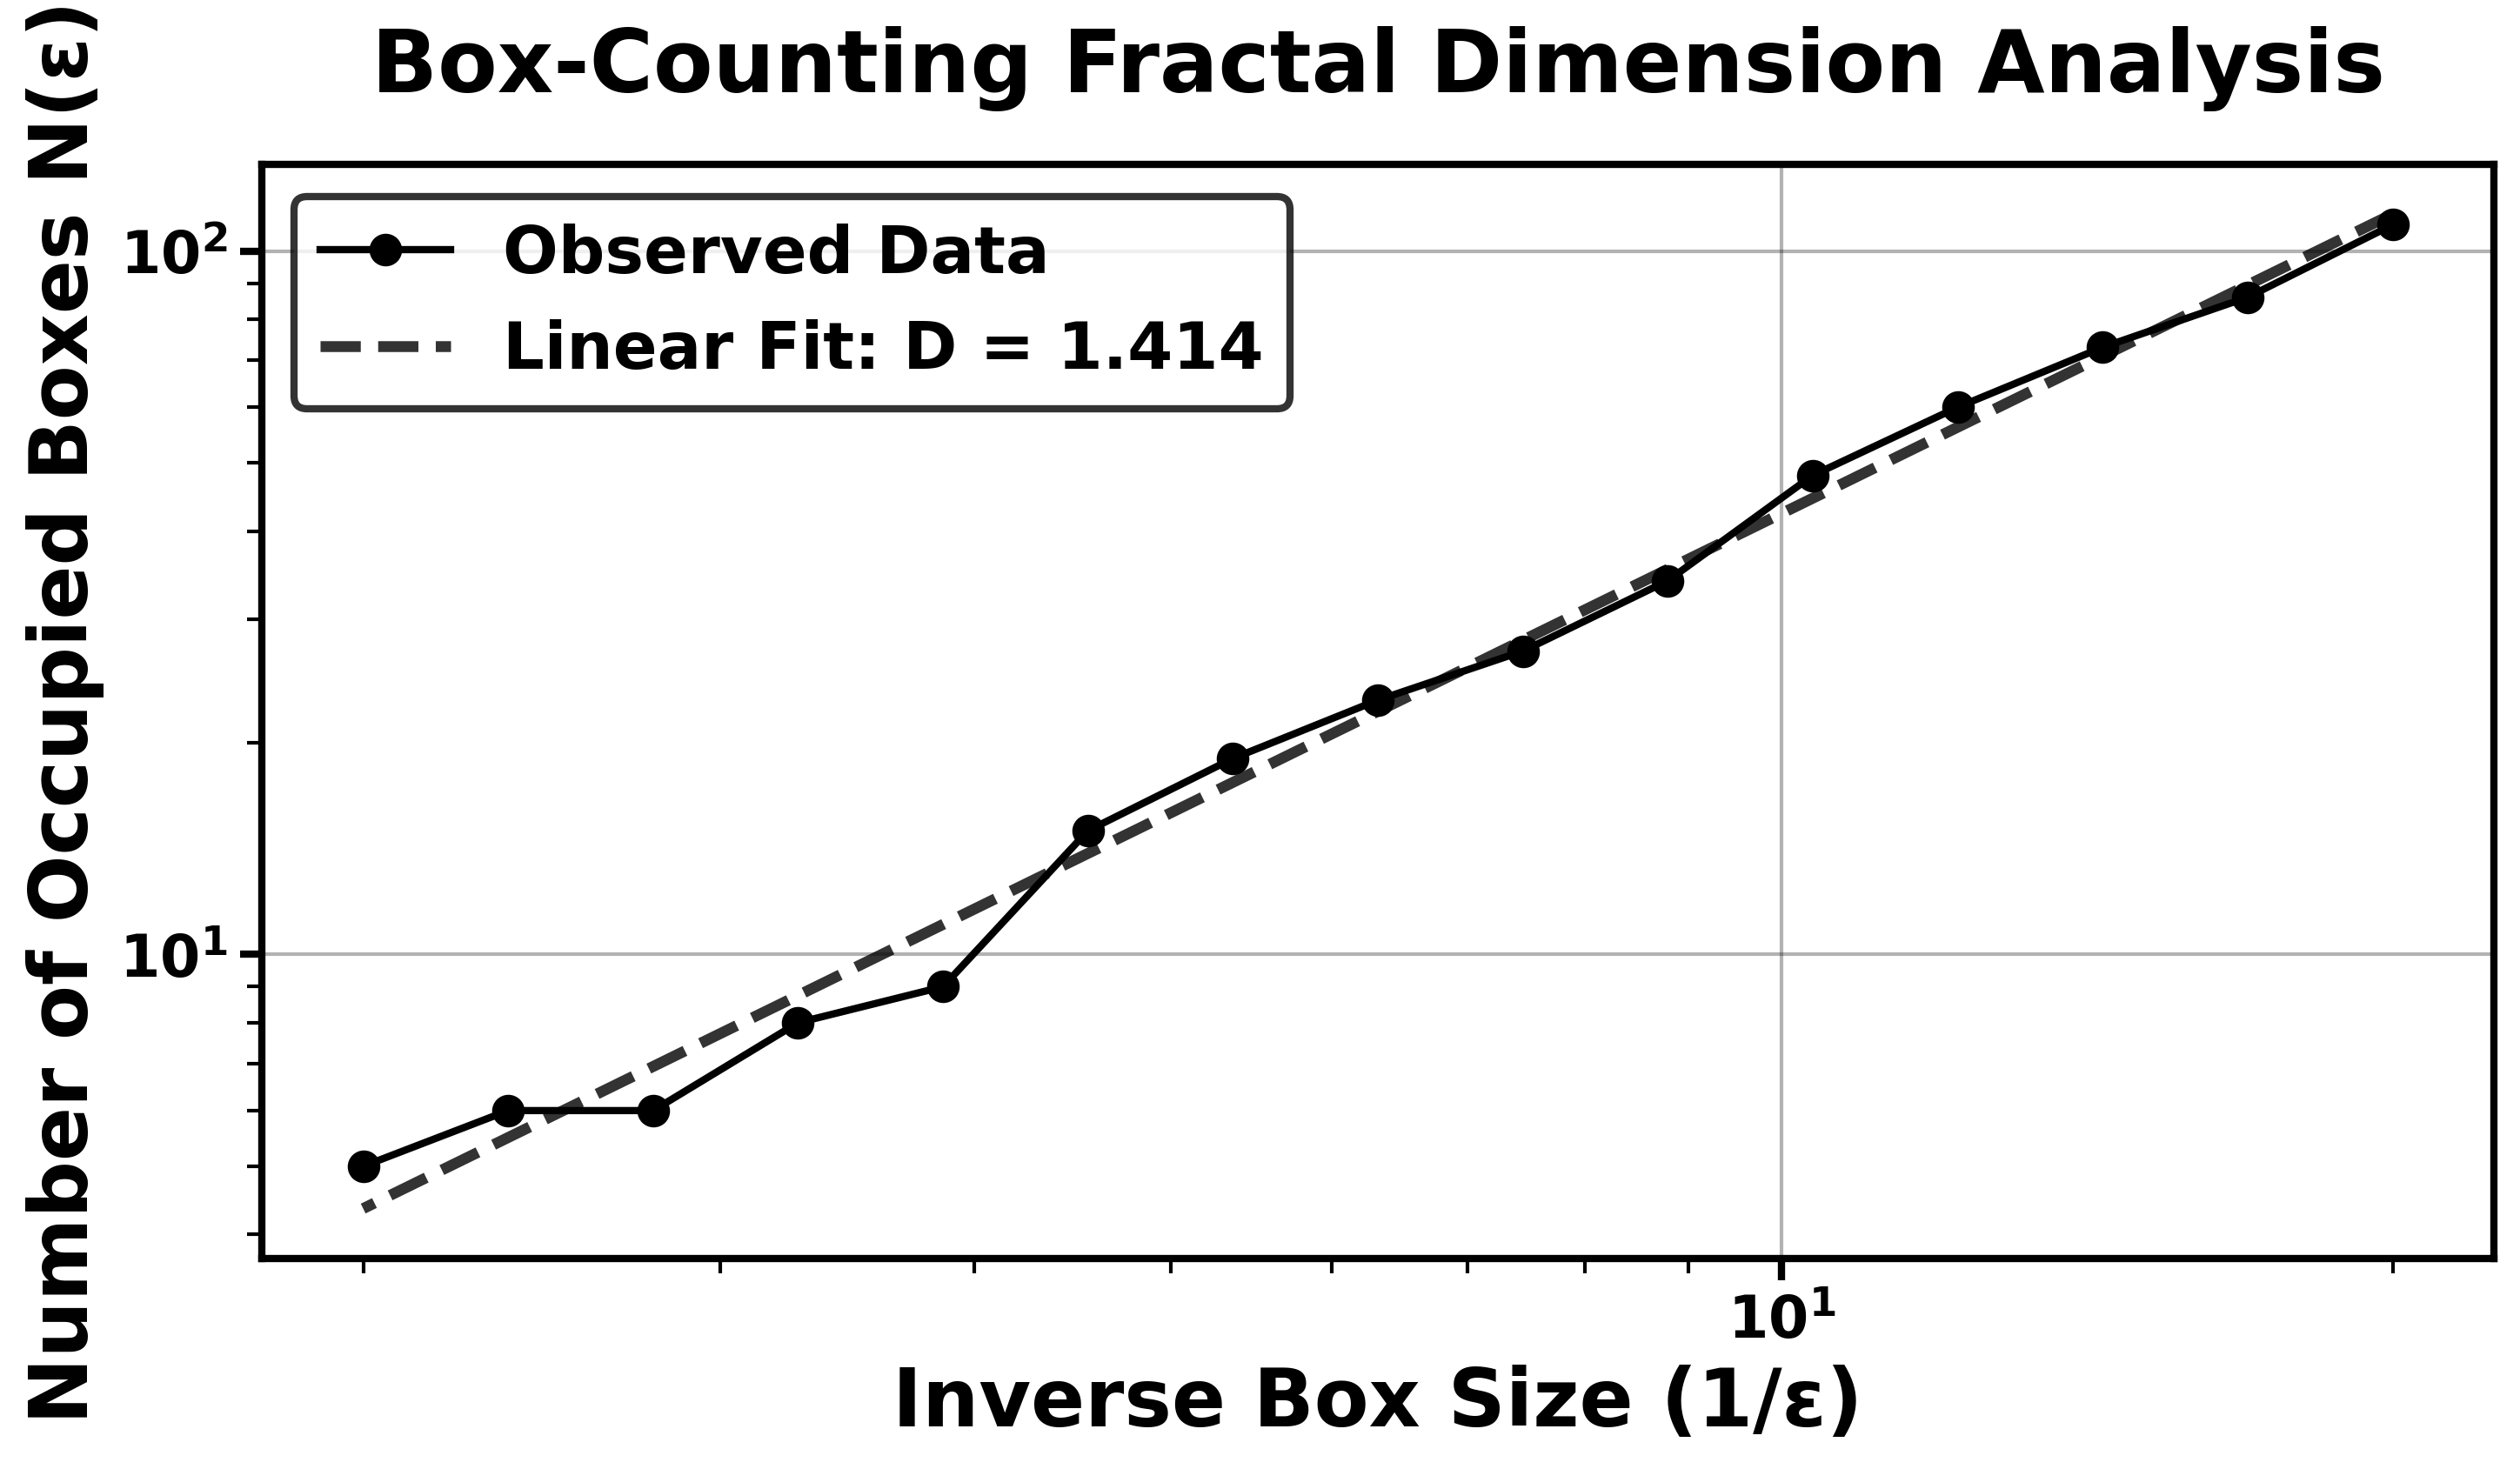 Box-Counting Fractal Dimension Analysis
Number of Occupied Boxes N(ε)
10²
10¹
Observed Data
Linear Fit: D = 1.414
10¹
Inverse Box Size (1/ε)